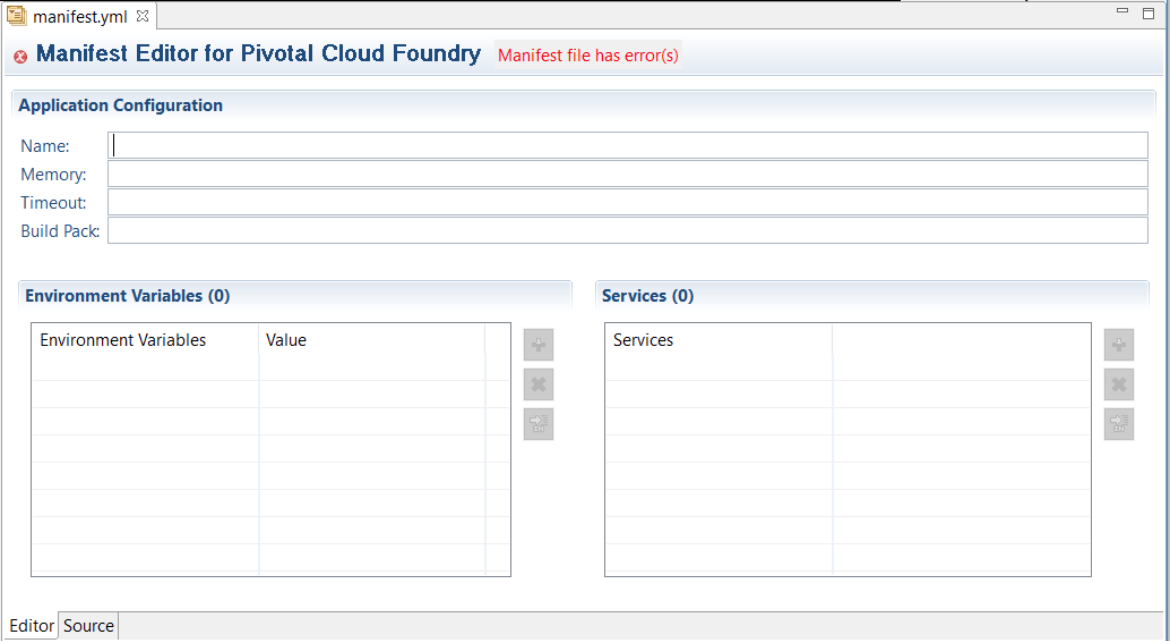 manifest.yml
Manifest Editor for Pivotal Cloud Foundry Manifest file has error(s)
Application Configuration
Name:
Memory:
Timeout:
Build Pack:
Environment Variables (0) Services (0)
Environment Variables Value Services
Editor Source